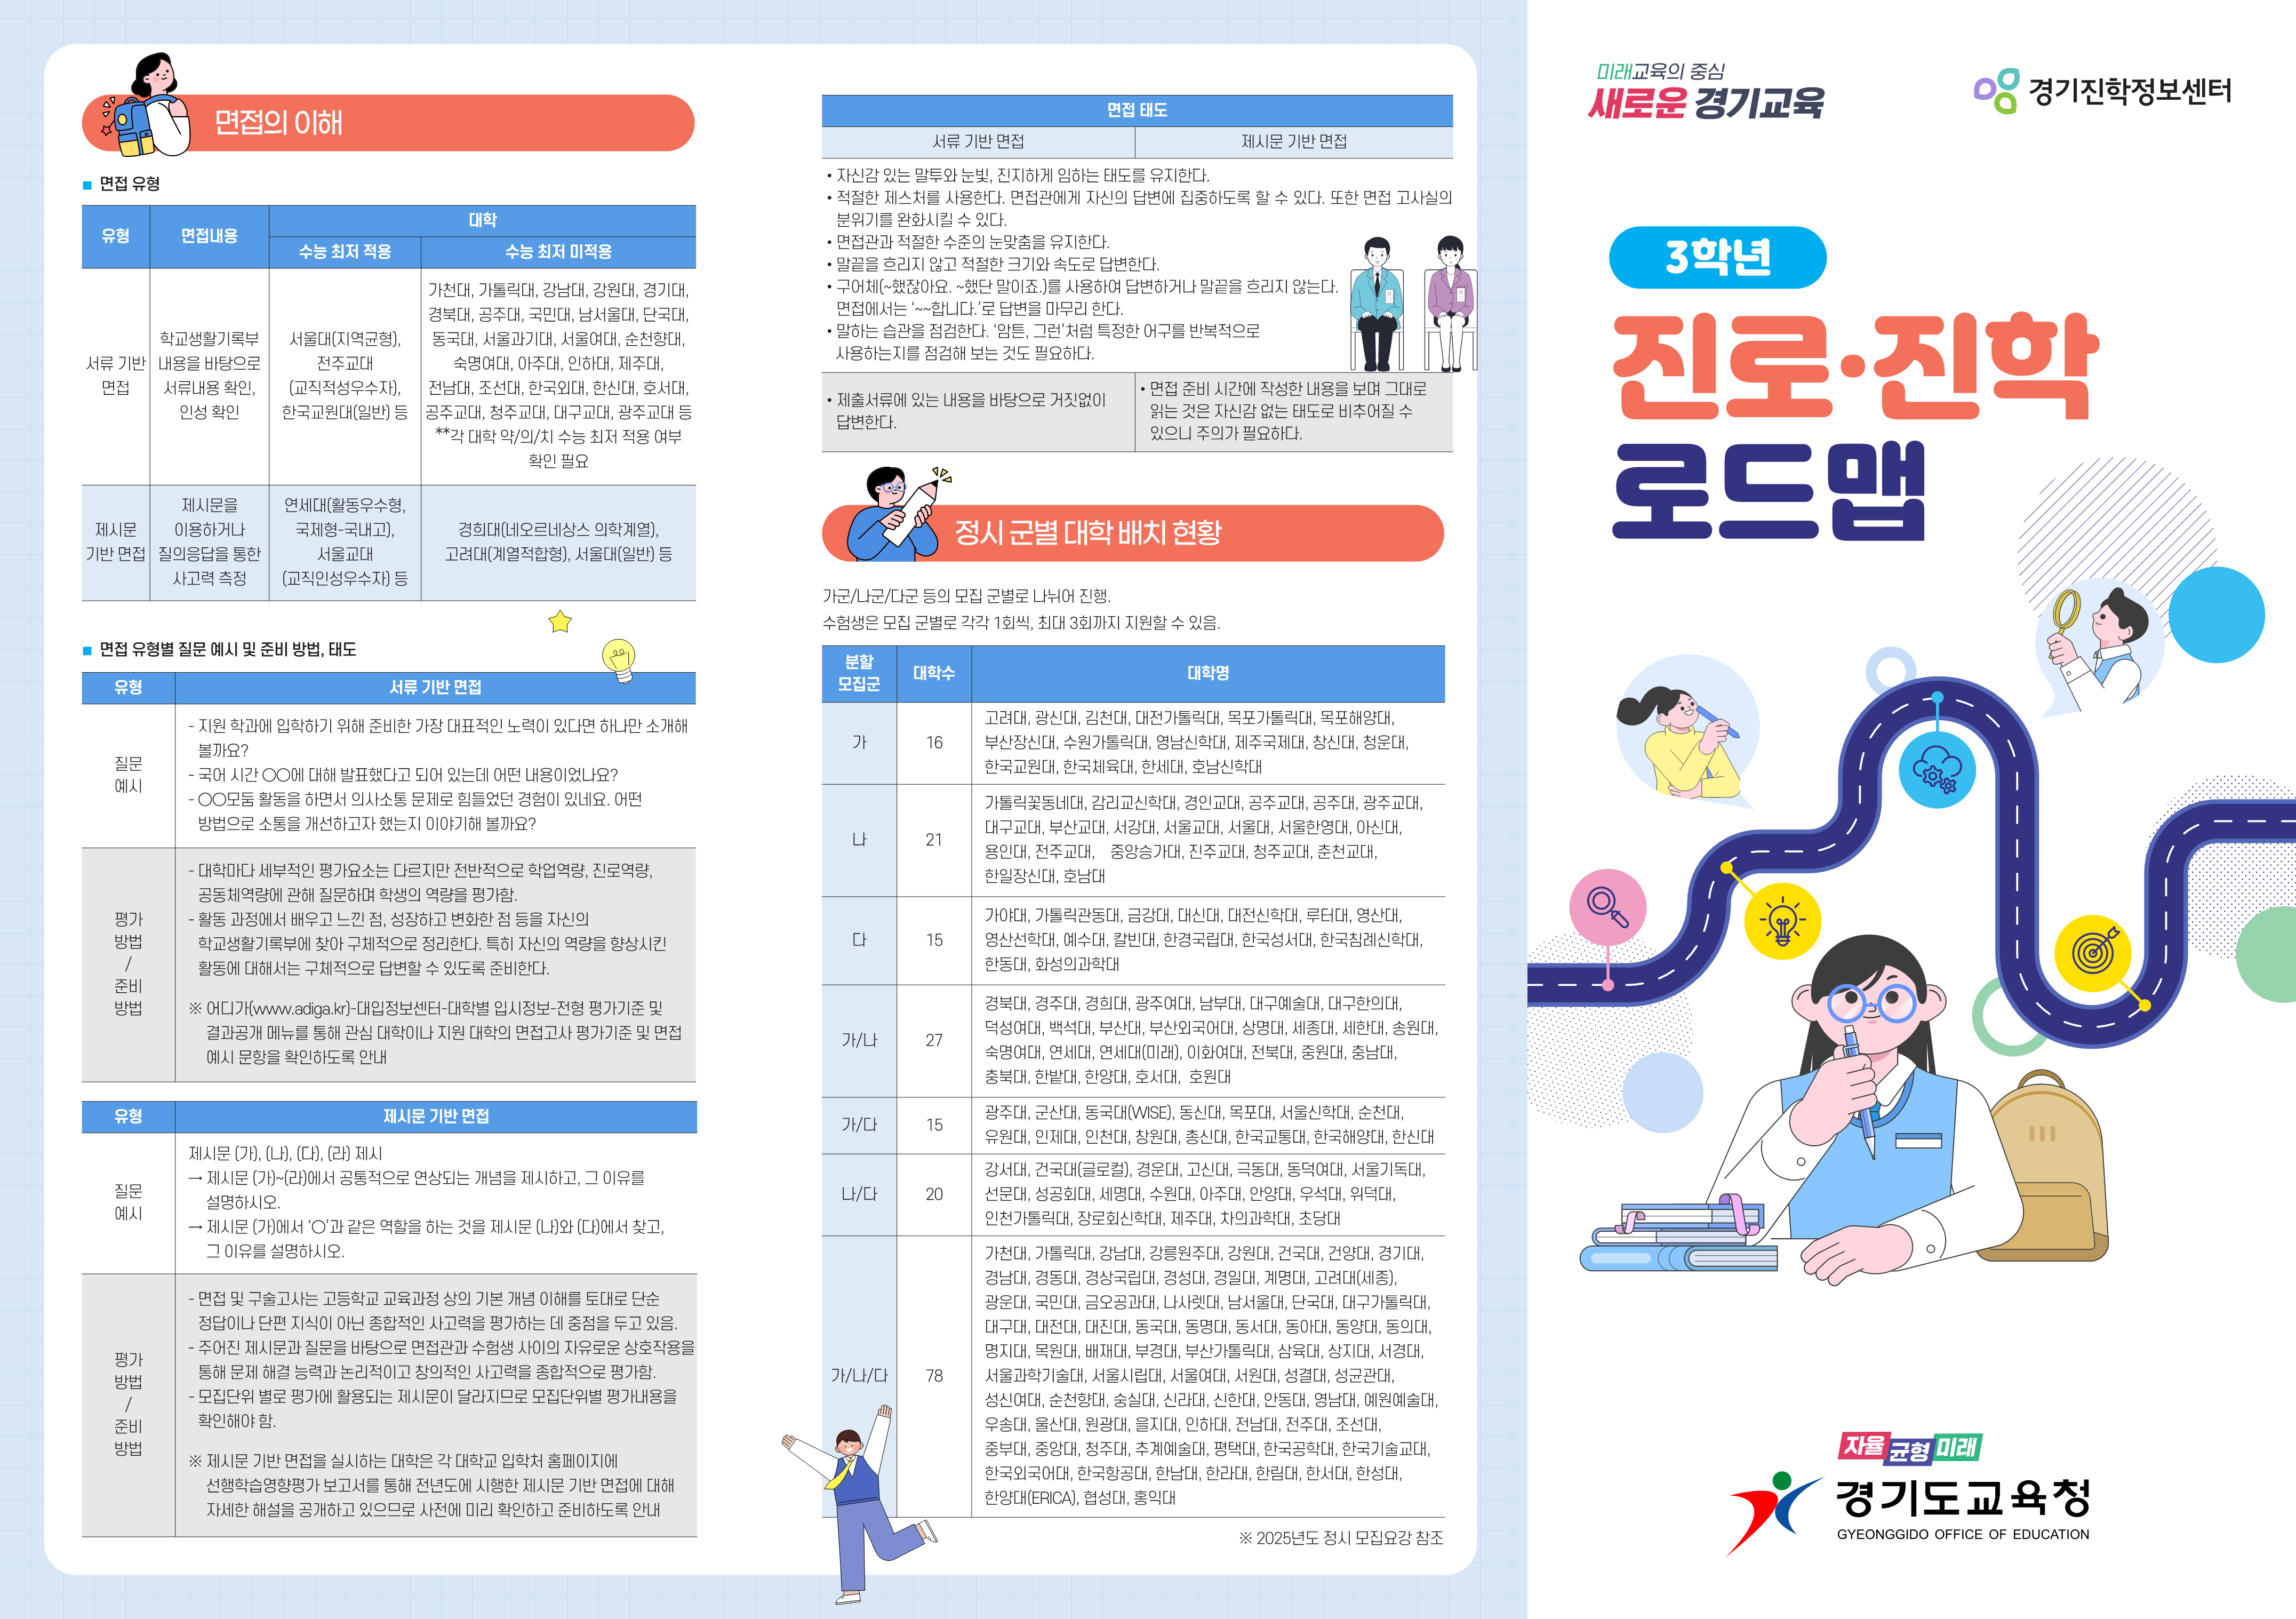 면접의 이해
■ 면접 유형
유형
면접내용
대학
수능 최저 적용
수능 최저 미적용
서류 기반
면접
학교생활기록부
내용을 바탕으로
서류내용 확인,
인성 확인
서울대(지역균형),
전주교대
(교직적성우수자),
한국교원대(일반) 등
가천대, 가톨릭대, 강남대, 강원대, 경기대,
경북대, 공주대, 국민대, 남서울대, 단국대,
동국대, 서울과기대, 서울여대, 순천향대,
숙명여대, 아주대, 인하대, 제주대,
전남대, 조선대, 한국외대, 한신대, 호서대,
공주교대, 청주교대, 대구교대, 광주교대 등
**각 대학 약/의/치 수능 최저 적용 여부
확인 필요
제시문
기반 면접
제시문을
이용하거나
질의응답을 통한
사고력 측정
연세대(활동우수형,
국제형-국내고),
서울교대
(교직인성우수자) 등
경희대(네오르네상스 의학계열),
고려대(계열적합형), 서울대(일반) 등
■ 면접 유형별 질문 예시 및 준비 방법, 태도
유형
서류 기반 면접
질문
예시
- 지원 학과에 입학하기 위해 준비한 가장 대표적인 노력이 있다면 하나만 소개해
볼까요?
- 국어 시간 ○○에 대해 발표했다고 되어 있는데 어떤 내용이었나요?
- ○○모둠 활동을 하면서 의사소통 문제로 힘들었던 경험이 있네요. 어떤
방법으로 소통을 개선하고자 했는지 이야기해 볼까요?
평가
방법
/
준비
방법
- 대학마다 세부적인 평가요소는 다르지만 전반적으로 학업역량, 진로역량,
공동체역량에 관해 질문하며 학생의 역량을 평가함.
- 활동 과정에서 배우고 느낀 점, 성장하고 변화한 점 등을 자신의
학교생활기록부에 찾아 구체적으로 정리한다. 특히 자신의 역량을 향상시킨
활동에 대해서는 구체적으로 답변할 수 있도록 준비한다.
※ 어디가(www.adiga.kr)-대입정보센터-대학별 입시정보-전형 평가기준 및
결과공개 메뉴를 통해 관심 대학이나 지원 대학의 면접고사 평가기준 및 면접
예시 문항을 확인하도록 안내
유형
제시문 기반 면접
질문
예시
제시문 (가), (나), (다), (라) 제시
→ 제시문 (가)~(라)에서 공통적으로 연상되는 개념을 제시하고, 그 이유를
설명하시오.
→ 제시문 (가)에서 ‘○’과 같은 역할을 하는 것을 제시문 (나)와 (다)에서 찾고,
그 이유를 설명하시오.
평가
방법
/
준비
방법
- 면접 및 구술고사는 고등학교 교육과정 상의 기본 개념 이해를 토대로 단순
정답이나 단편 지식이 아닌 종합적인 사고력을 평가하는 데 중점을 두고 있음.
- 주어진 제시문과 질문을 바탕으로 면접관과 수험생 사이의 자유로운 상호작용을
통해 문제 해결 능력과 논리적이고 창의적인 사고력을 종합적으로 평가함.
- 모집단위 별로 평가에 활용되는 제시문이 달라지므로 모집단위별 평가내용을
확인해야 함.
※ 제시문 기반 면접을 실시하는 대학은 각 대학교 입학처 홈페이지에
선행학습영향평가 보고서를 통해 전년도에 시행한 제시문 기반 면접에 대해
자세한 해설을 공개하고 있으므로 사전에 미리 확인하고 준비하도록 안내
면접 태도
서류 기반 면접
제시문 기반 면접
• 자신감 있는 말투와 눈빛, 진지하게 임하는 태도를 유지한다.
• 적절한 제스처를 사용한다. 면접관에게 자신의 답변에 집중하도록 할 수 있다. 또한 면접 고사실의
분위기를 완화시킬 수 있다.
• 면접관과 적절한 수준의 눈맞춤을 유지한다.
• 말끝을 흐리지 않고 적절한 크기와 속도로 답변한다.
• 구어체(~했잖아요. ~했단 말이죠.)를 사용하여 답변하거나 말끝을 흐리지 않는다.
면접에서는 ‘~~합니다.’로 답변을 마무리 한다.
• 말하는 습관을 점검한다. ‘암튼, 그런’처럼 특정한 어구를 반복적으로
사용하는지를 점검해 보는 것도 필요하다.
• 제출서류에 있는 내용을 바탕으로 거짓없이
답변한다.
• 면접 준비 시간에 작성한 내용을 보며 그대로
읽는 것은 자신감 없는 태도로 비추어질 수
있으니 주의가 필요하다.
정시 군별 대학 배치 현황
가군/나군/다군 등의 모집 군별로 나뉘어 진행.
수험생은 모집 군별로 각각 1회씩, 최대 3회까지 지원할 수 있음.
분할
모집군
대학수
대학명
가
16
고려대, 광신대, 김천대, 대전가톨릭대, 목포가톨릭대, 목포해양대,
부산장신대, 수원가톨릭대, 영남신학대, 제주국제대, 창신대, 청운대,
한국교원대, 한국체육대, 한세대, 호남신학대
나
21
가톨릭꽃동네대, 감리교신학대, 경인교대, 공주교대, 공주대, 광주교대,
대구교대, 부산교대, 서강대, 서울교대, 서울대, 서울한영대, 아신대,
용인대, 전주교대, 중앙승가대, 진주교대, 청주교대, 춘천교대,
한일장신대, 호남대
다
15
가야대, 가톨릭관동대, 금강대, 대신대, 대전신학대, 루터대, 영산대,
영산선학대, 예수대, 칼빈대, 한경국립대, 한국성서대, 한국침례신학대,
한동대, 화성의과학대
가/나
27
경북대, 경주대, 경희대, 광주여대, 남부대, 대구예술대, 대구한의대,
덕성여대, 백석대, 부산대, 부산외국어대, 상명대, 세종대, 세한대, 송원대,
숙명여대, 연세대, 연세대(미래), 이화여대, 전북대, 중원대, 충남대,
충북대, 한밭대, 한양대, 호서대, 호원대
가/다
15
광주대, 군산대, 동국대(WISE), 동신대, 목포대, 서울신학대, 순천대,
유원대, 인제대, 인천대, 창원대, 총신대, 한국교통대, 한국해양대, 한신대
나/다
20
강서대, 건국대(글로컬), 경운대, 고신대, 극동대, 동덕여대, 서울기독대,
선문대, 성공회대, 세명대, 수원대, 아주대, 안양대, 우석대, 위덕대,
인천가톨릭대, 장로회신학대, 제주대, 차의과학대, 초당대
가/나/다
78
가천대, 가톨릭대, 강남대, 강릉원주대, 강원대, 건국대, 건양대, 경기대,
경남대, 경동대, 경상국립대, 경성대, 경일대, 계명대, 고려대(세종),
광운대, 국민대, 금오공과대, 나사렛대, 남서울대, 단국대, 대구가톨릭대,
대구대, 대전대, 대진대, 동국대, 동명대, 동서대, 동아대, 동양대, 동의대,
명지대, 목원대, 배재대, 부경대, 부산가톨릭대, 삼육대, 상지대, 서경대,
서울과학기술대, 서울시립대, 서울여대, 서원대, 성결대, 성균관대,
성신여대, 순천향대, 숭실대, 신라대, 신한대, 안동대, 영남대, 예원예술대,
우송대, 울산대, 원광대, 을지대, 인하대, 전남대, 전주대, 조선대,
중부대, 중앙대, 청주대, 추계예술대, 평택대, 한국공학대, 한국기술교대,
한국외국어대, 한국항공대, 한남대, 한라대, 한림대, 한서대, 한성대,
한양대(ERICA), 협성대, 홍익대
※ 2025년도 정시 모집요강 참조
미래교육의 중심
새로운 경기교육
경기진학정보센터
3학년
진로·진학
로드맵
자율 균형 미래
경기도교육청
GYEONGGIDO OFFICE OF EDUCATION